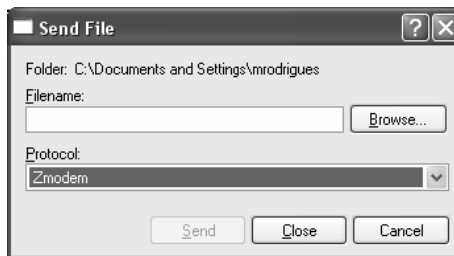 Send File
Folder: C:\Documents and Settings\mrodrigues
Filename:
Browse...
Protocol:
Zmodem
Send Close Cancel